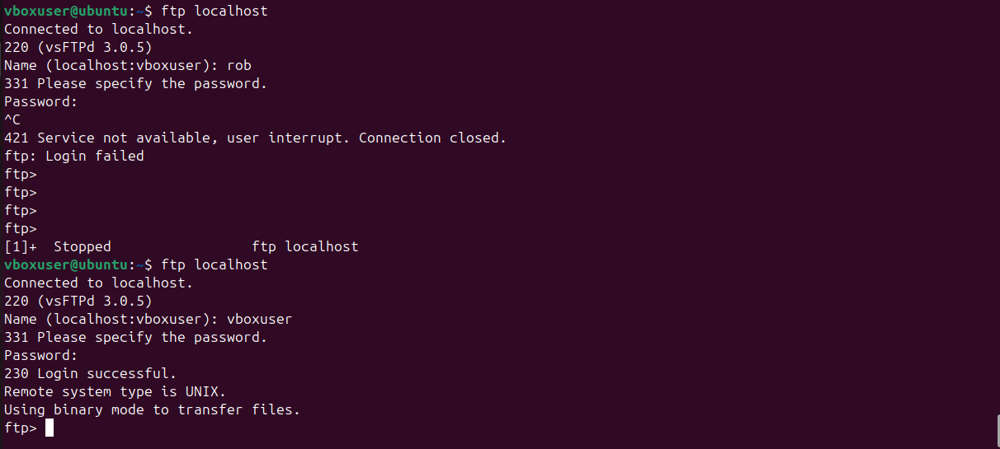 vboxuser@ubuntu:~$ ftp localhost
Connected to localhost.
220 (vsFTPd 3.0.5)
Name (localhost:vboxuser): rob
331 Please specify the password.
Password:
^C
421 Service not available, user interrupt. Connection closed.
ftp: Login failed
ftp>
ftp>
ftp>
ftp>
[1]+  Stopped                 ftp localhost
vboxuser@ubuntu:~$ ftp localhost
Connected to localhost.
220 (vsFTPd 3.0.5)
Name (localhost:vboxuser): vboxuser
331 Please specify the password.
Password:
230 Login successful.
Remote system type is UNIX.
Using binary mode to transfer files.
ftp>